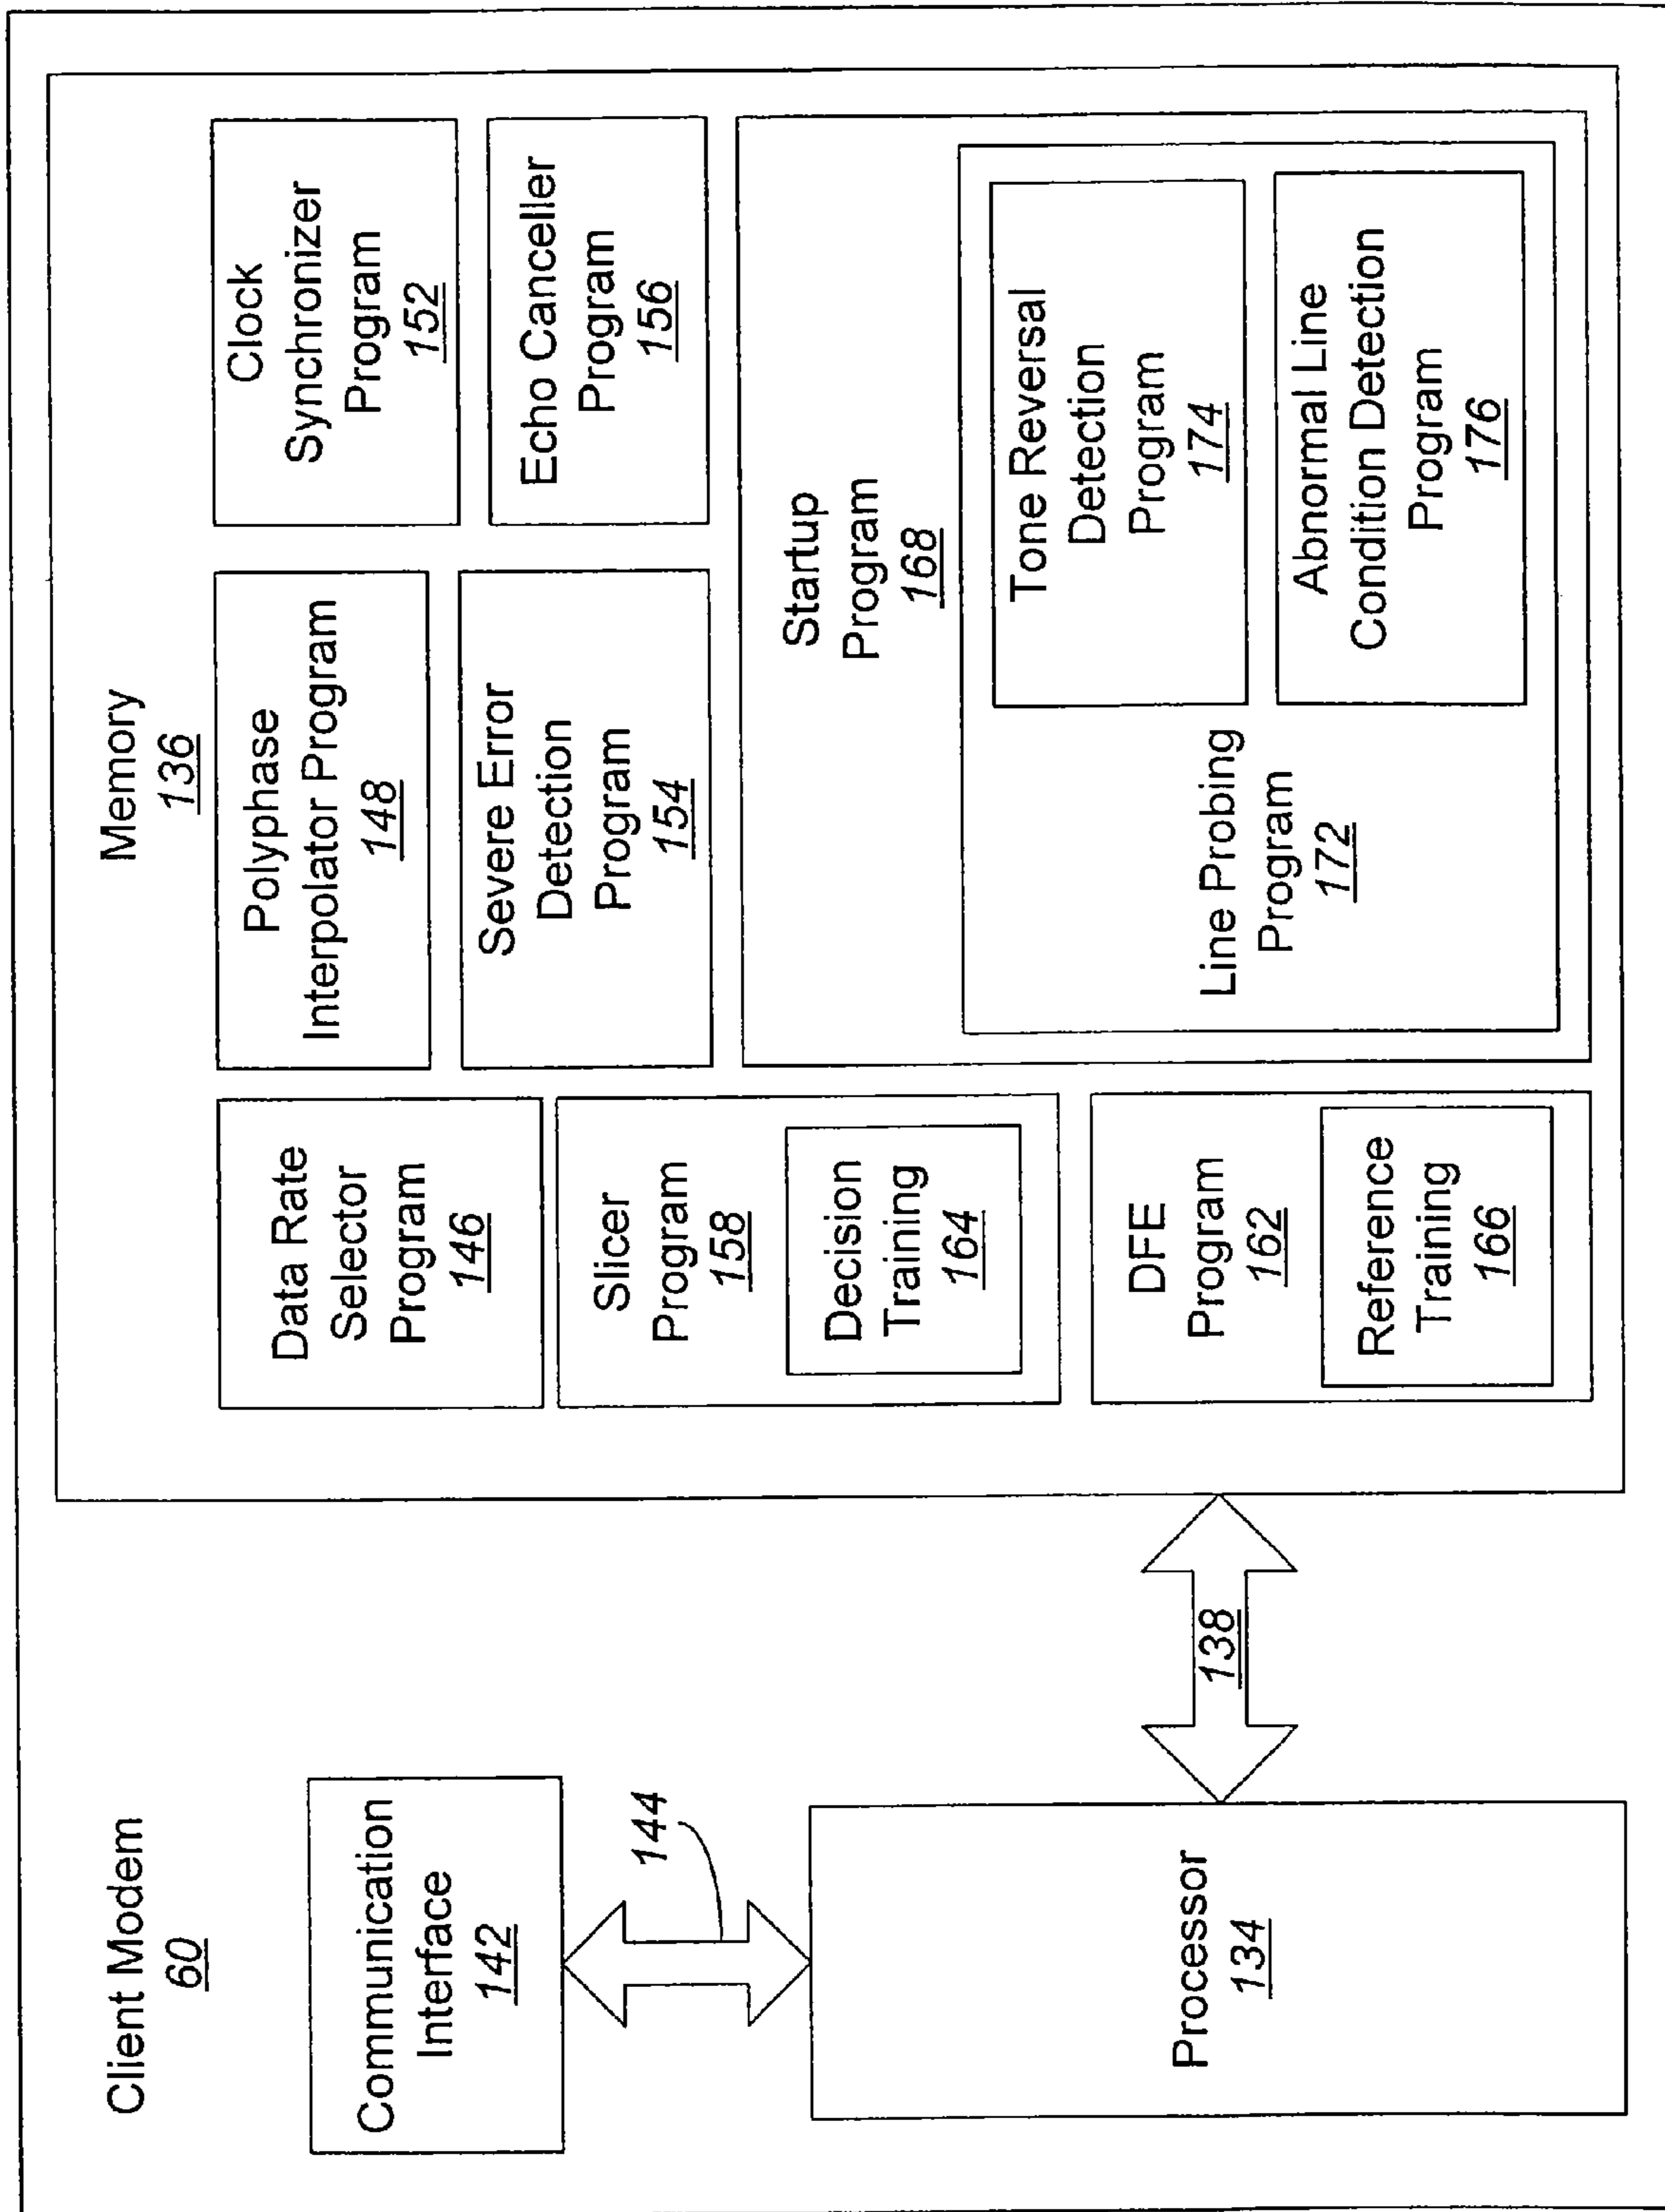 Client Modem
60
Communication
Interface
142
144
Processor
134
138
Memory
136
Data Rate
Selector
Program
146
Polyphase
Interpolator Program
148
Clock
Synchronizer
Program
152
Severe Error
Detection
Program
154
Echo Canceller
Program
156
Slicer
Program
158
Decision
Training
164
DFE
Program
162
Reference
Training
166
Startup
Program
168
Line Probing
Program
172
Tone Reversal
Detection
Program
174
Abnormal Line
Condition Detection
Program
176